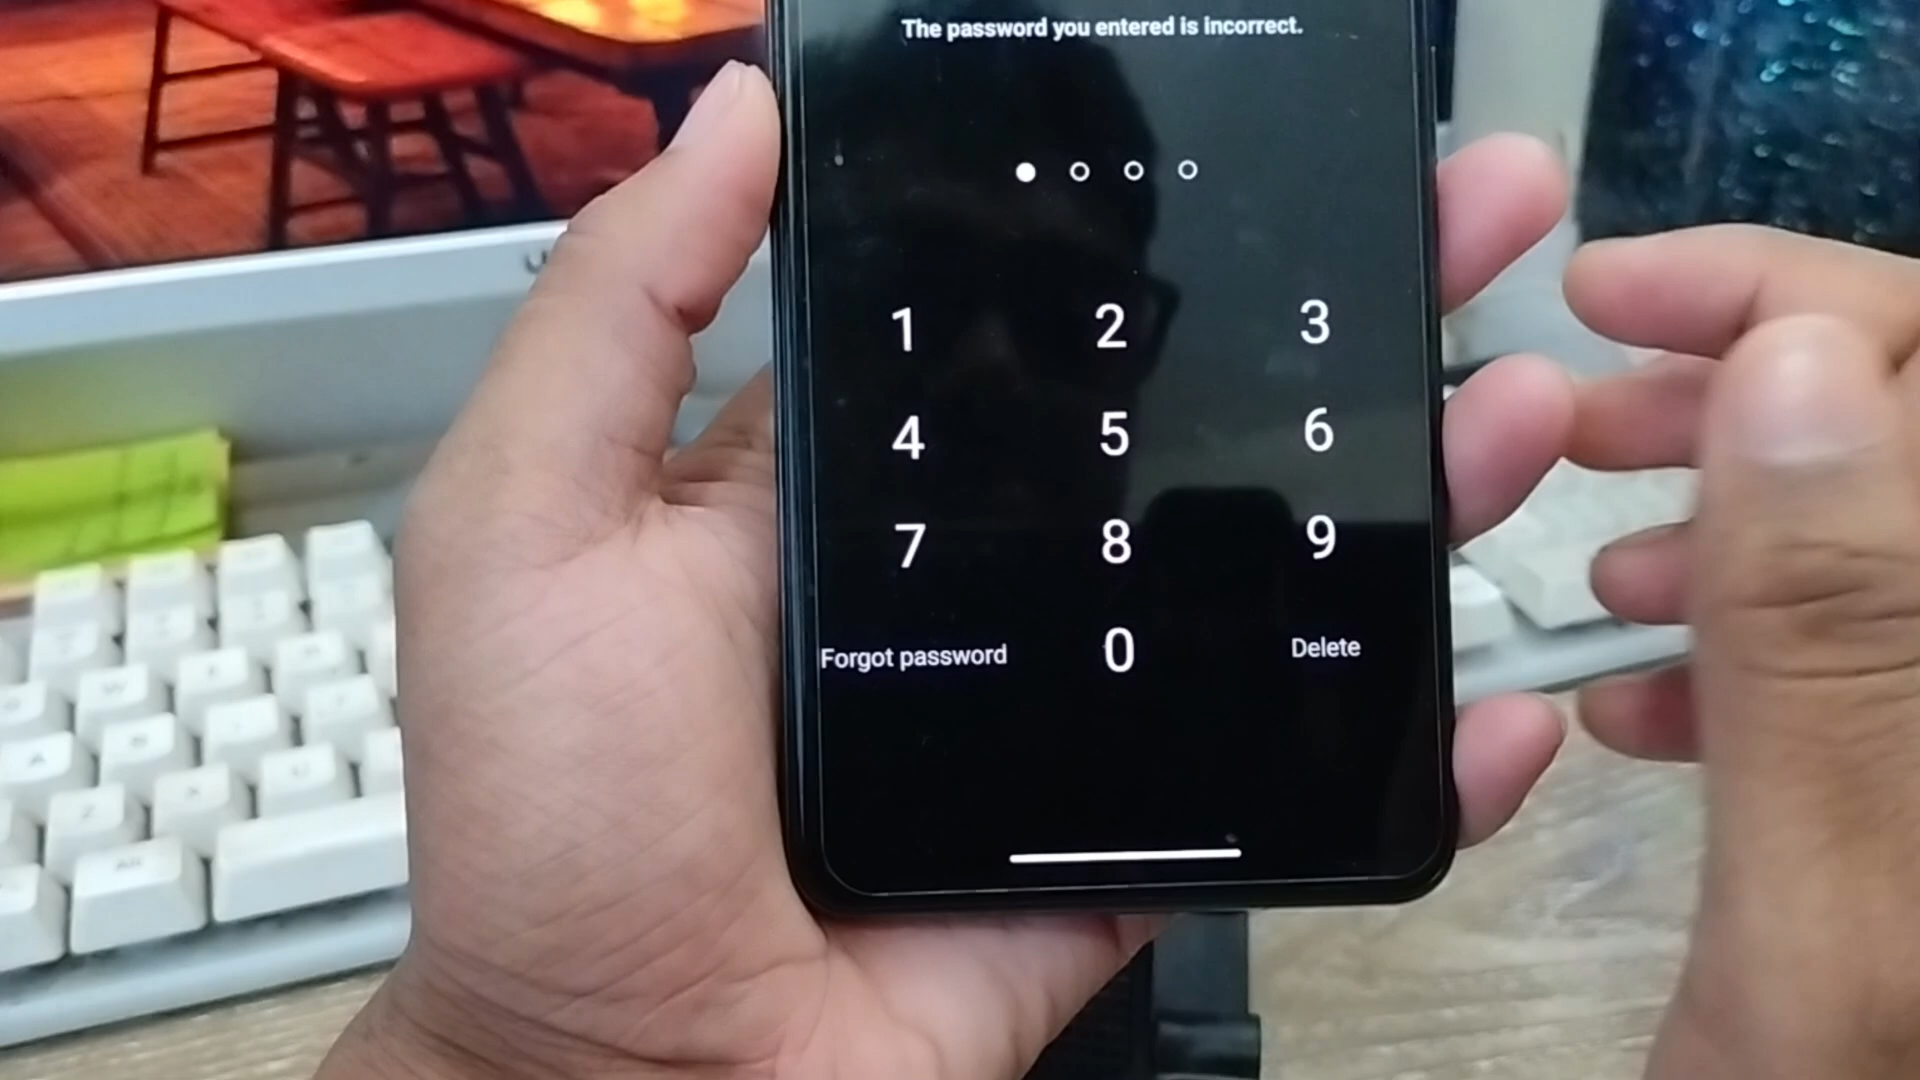 The password you entered is incorrect.
1 2 3
4 5 6
7 8 9
Forgot password 0 Delete
W
A
Z
Alt